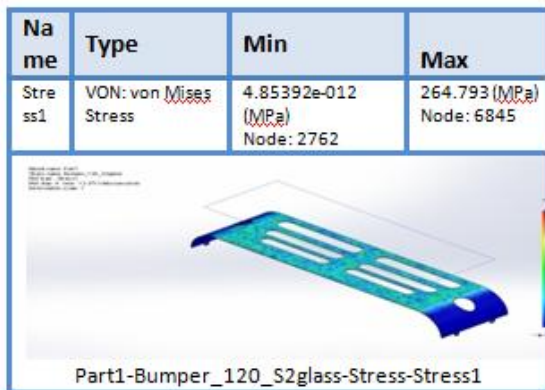 Na
me
Type
Min
Max
Stre
ss1
VON: von Mises
Stress
4.85392e-012
(MPa)
Node: 2762
264.793 (MPa)
Node: 6845
Part1-Bumper_120_S2glass-Stress-Stress1